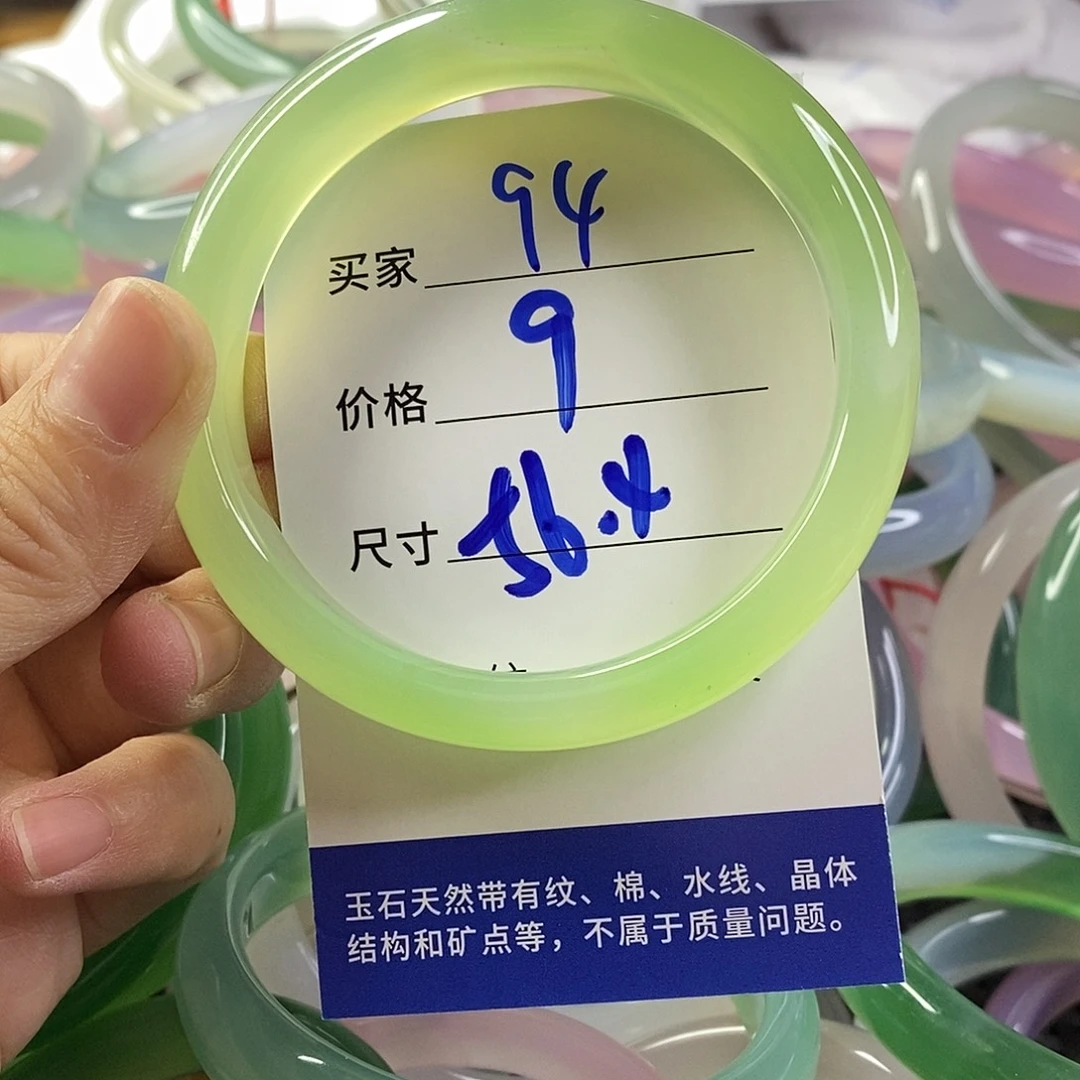 买家 94
价格 9
尺寸 56.4
玉石天然带有纹、棉、水线、晶体
结构和矿点等，不属于质量问题。